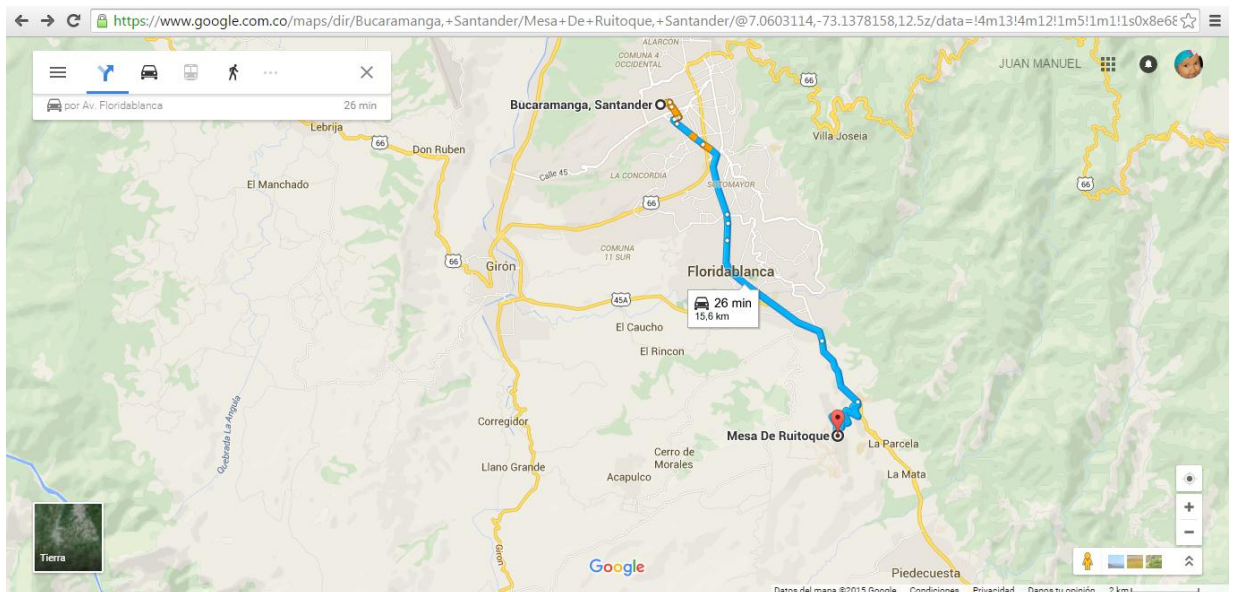 https://www.google.com.co/maps/dir/Bucaramanga,+Santander/Mesa+De+Ruitoque,+Santander/@7.0603114,-73.1378158,12.5z/data=!4m13!4m12!1m5!1m1!1s0x8e68
JUAN MANUEL
por Av. Floridablanca 26 min
ALARCON
COMUNA 4
OCCIDENTAL
66
Bucaramanga, Santander
Lebrija
66
Don Ruben
Villa Joseia
Calle 45
LA CONCORDIA
SOTOMAYOR
El Manchado
66
66
COMUNA
11 SUR
66
Girón
Floridablanca
45A
26 min
15,6 km
El Caucho
El Rincon
Quebrada La Angula
Corregidor
Mesa De Ruitoque
La Parcela
Cerro de
Morales
Llano Grande
Acapulco
La Mata
Giron
Tierra
Google
Piedecuesta
Datos del mapa ©2015 Google Condiciones Privacidad Danos tu opinión 2 km